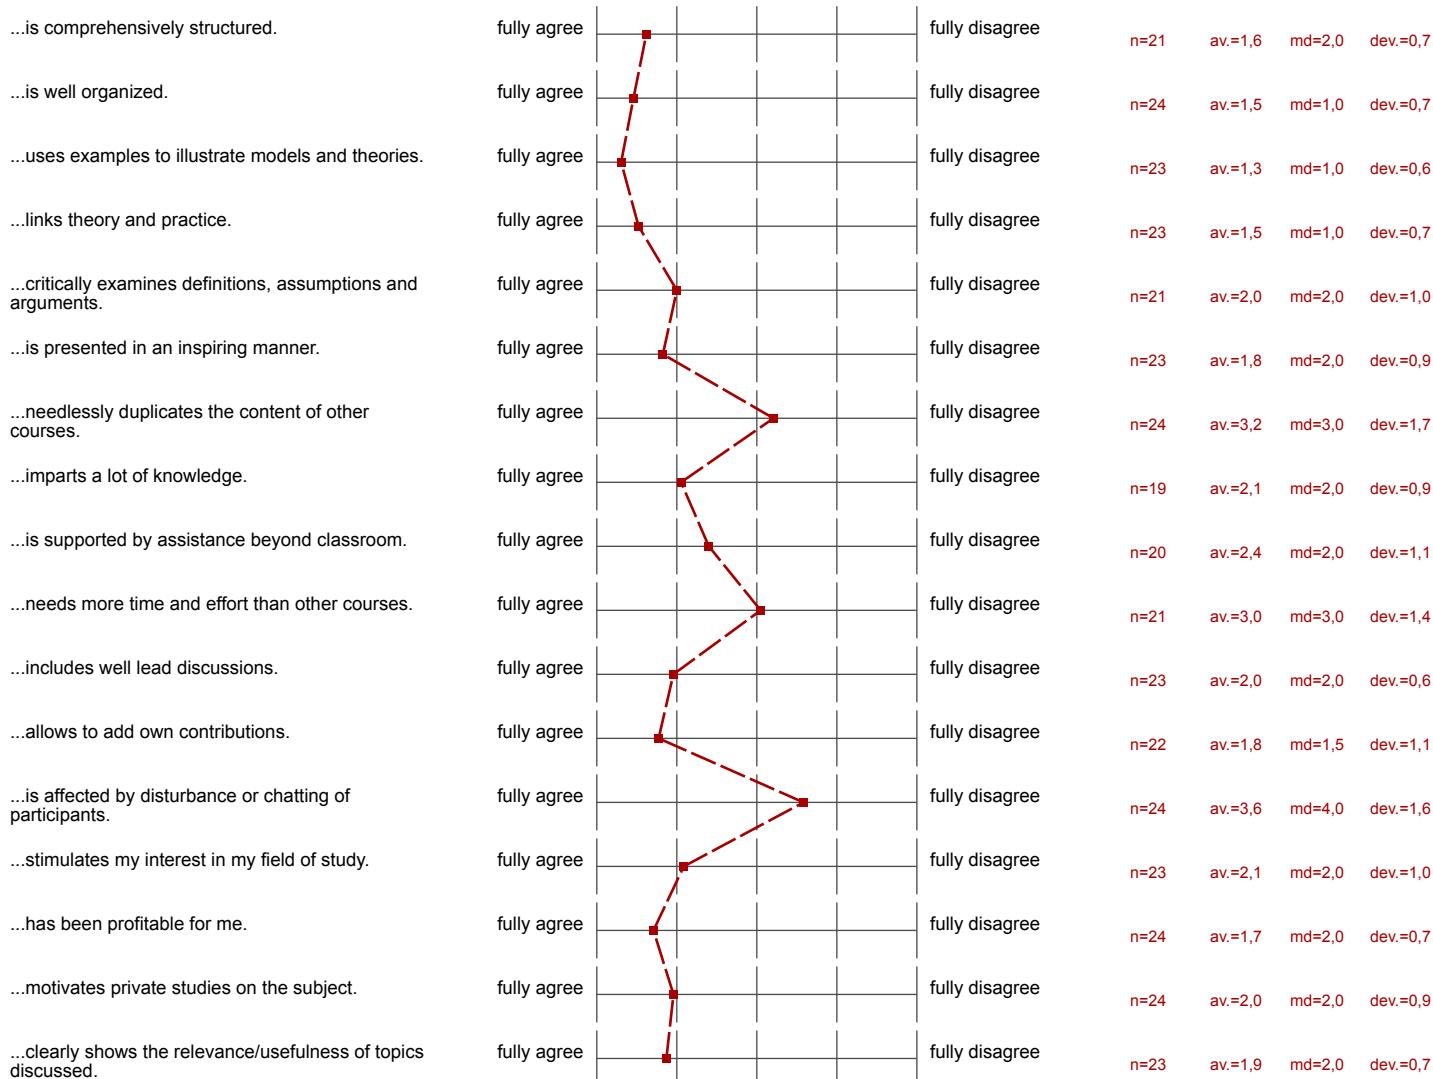 ...is comprehensively structured. fully agree fully disagree n=21 av.=1,6 md=2,0 dev.=0,7
...is well organized. fully agree fully disagree n=24 av.=1,5 md=1,0 dev.=0,7
...uses examples to illustrate models and theories. fully agree fully disagree n=23 av.=1,3 md=1,0 dev.=0,6
...links theory and practice. fully agree fully disagree n=23 av.=1,5 md=1,0 dev.=0,7
...critically examines definitions, assumptions and fully agree fully disagree n=21 av.=2,0 md=2,0 dev.=1,0
arguments.
...is presented in an inspiring manner. fully agree fully disagree n=23 av.=1,8 md=2,0 dev.=0,9
...needlessly duplicates the content of other fully agree fully disagree n=24 av.=3,2 md=3,0 dev.=1,7
courses.
...imparts a lot of knowledge. fully agree fully disagree n=19 av.=2,1 md=2,0 dev.=0,9
...is supported by assistance beyond classroom. fully agree fully disagree n=20 av.=2,4 md=2,0 dev.=1,1
...needs more time and effort than other courses. fully agree fully disagree n=21 av.=3,0 md=3,0 dev.=1,4
...includes well lead discussions. fully agree fully disagree n=23 av.=2,0 md=2,0 dev.=0,6
...allows to add own contributions. fully agree fully disagree n=22 av.=1,8 md=1,5 dev.=1,1
...is affected by disturbance or chatting of fully agree fully disagree n=24 av.=3,6 md=4,0 dev.=1,6
participants.
...stimulates my interest in my field of study. fully agree fully disagree n=23 av.=2,1 md=2,0 dev.=1,0
...has been profitable for me. fully agree fully disagree n=24 av.=1,7 md=2,0 dev.=0,7
...motivates private studies on the subject. fully agree fully disagree n=24 av.=2,0 md=2,0 dev.=0,9
...clearly shows the relevance/usefulness of topics fully agree fully disagree n=23 av.=1,9 md=2,0 dev.=0,7
discussed.